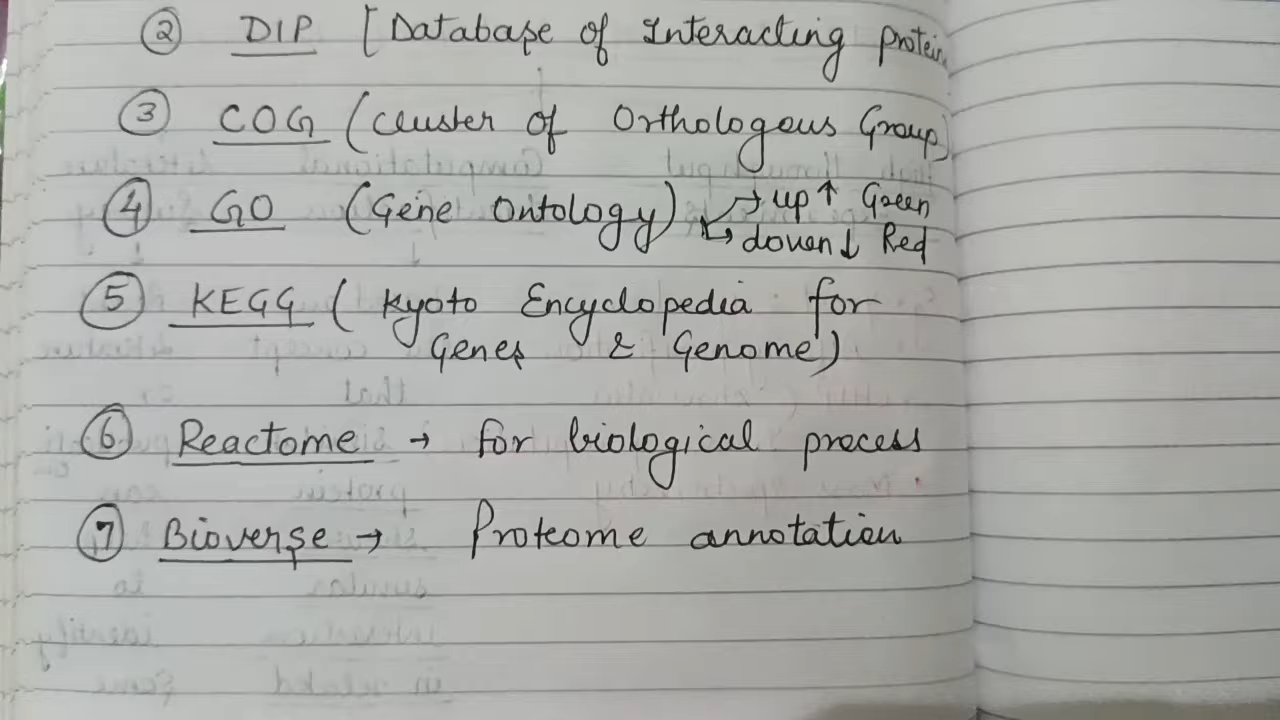 ② DIP [Database of Interacting protein
③ COG (Cluster of Orthologous Group)
④ GO (Gene Ontology) → up ↑ Green
→ down ↓ Red
⑤ KEGG ( Kyoto Encyclopedia for
Genes & Genome)
⑥ Reactome → for biological process
⑦ Bioverse → Proteome annotation